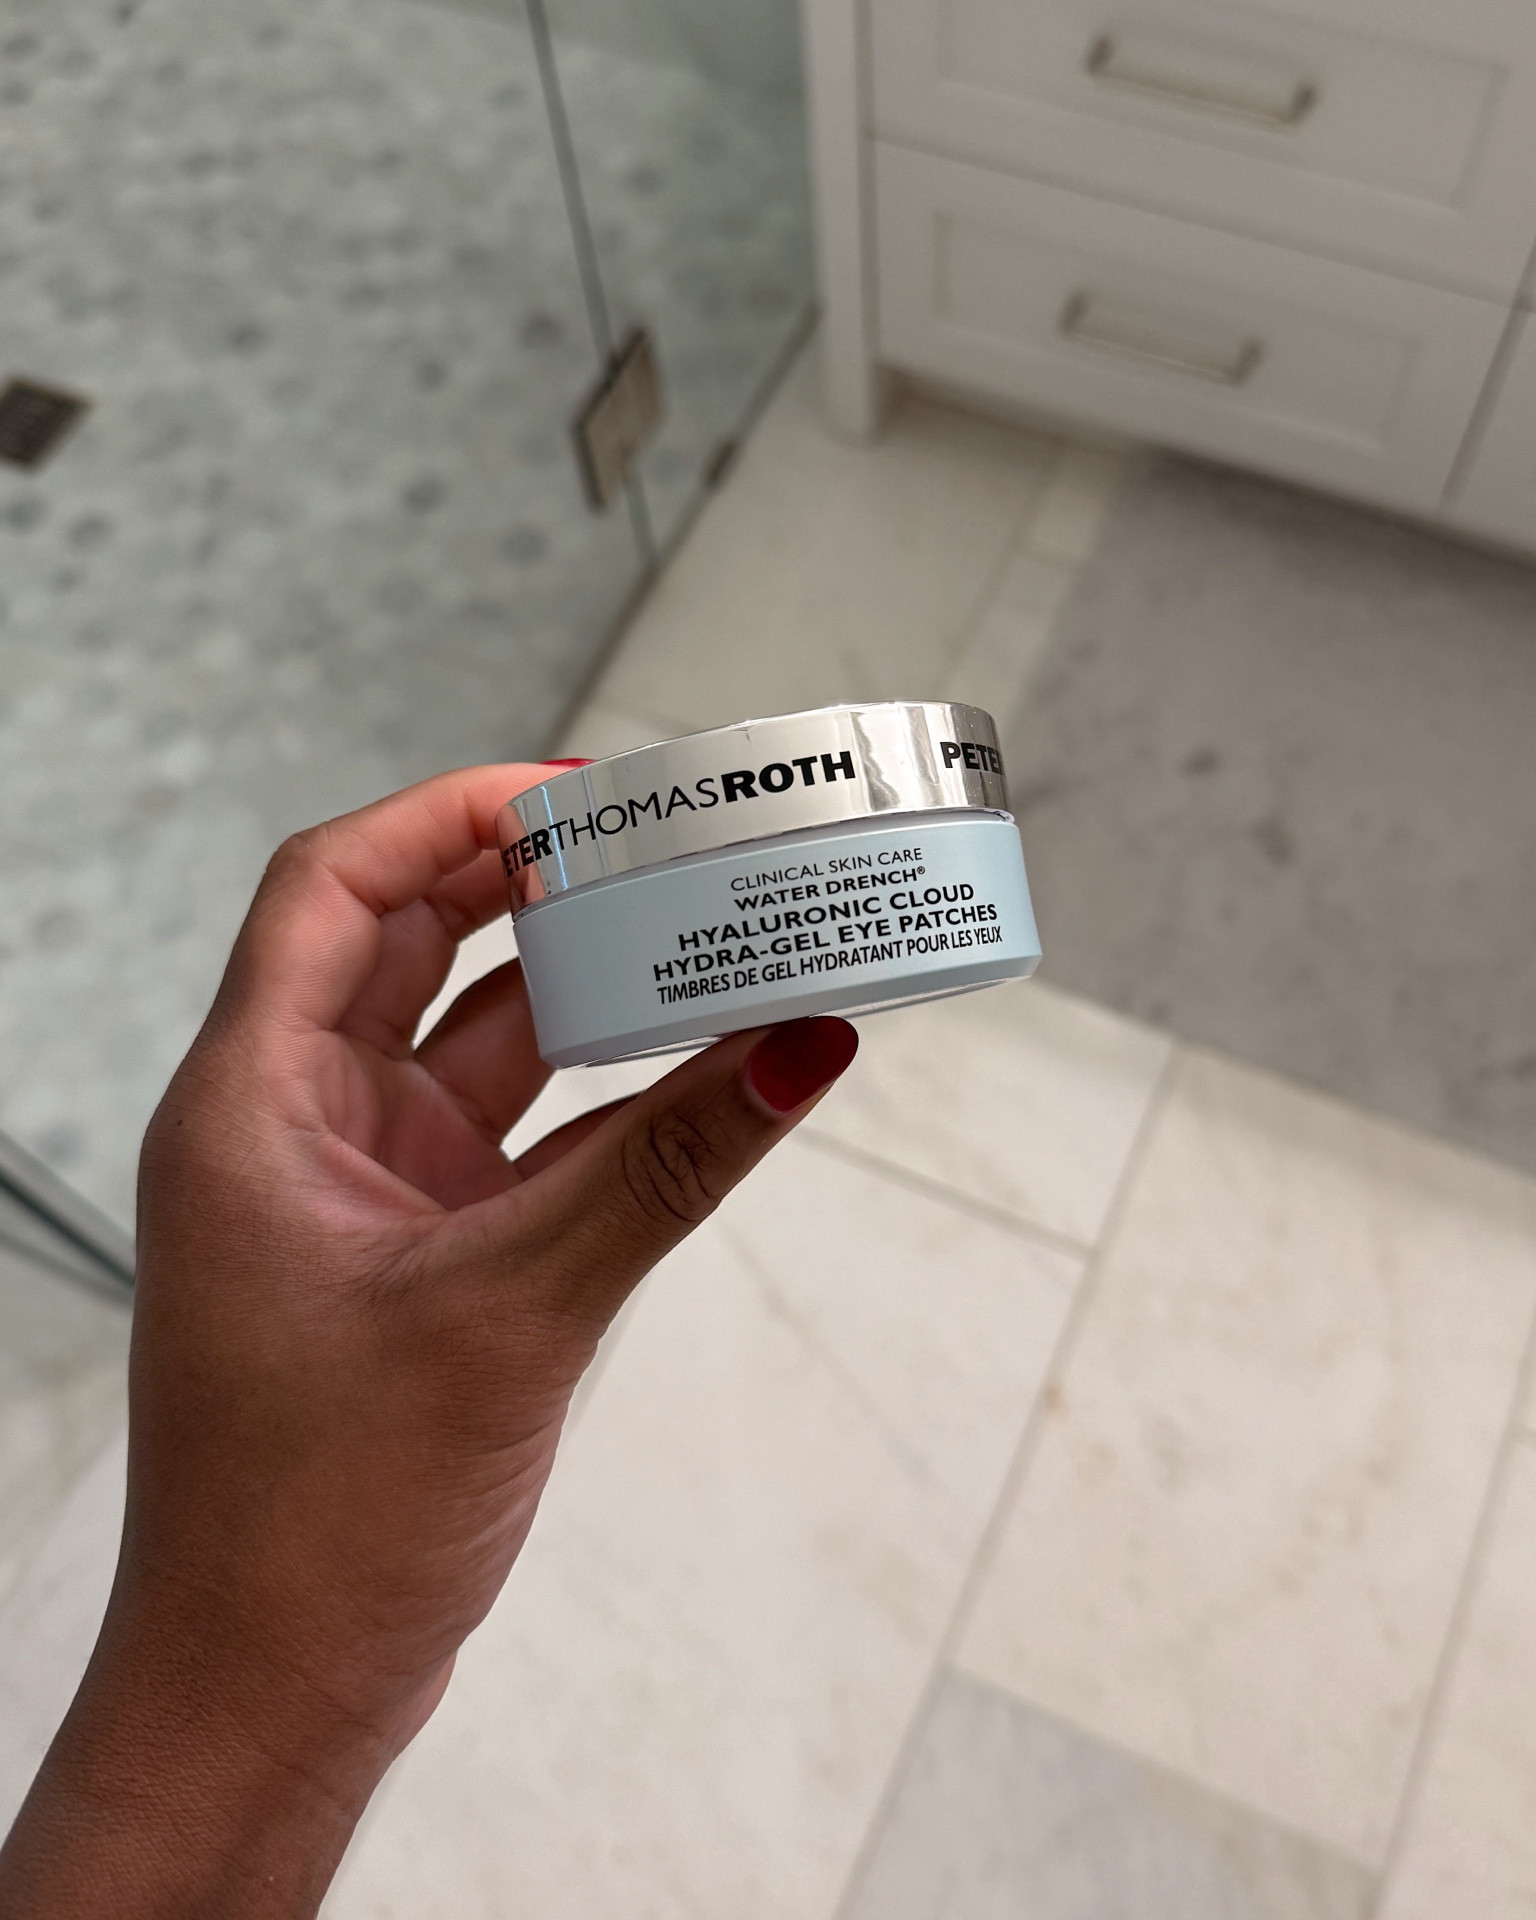 PETERTHOMASROTH PETE
CLINICAL SKIN CARE
WATER DRENCH®
HYALURONIC CLOUD
HYDRA-GEL EYE PATCHES
TIMBRES DE GEL HYDRATANT POUR LES YEUX